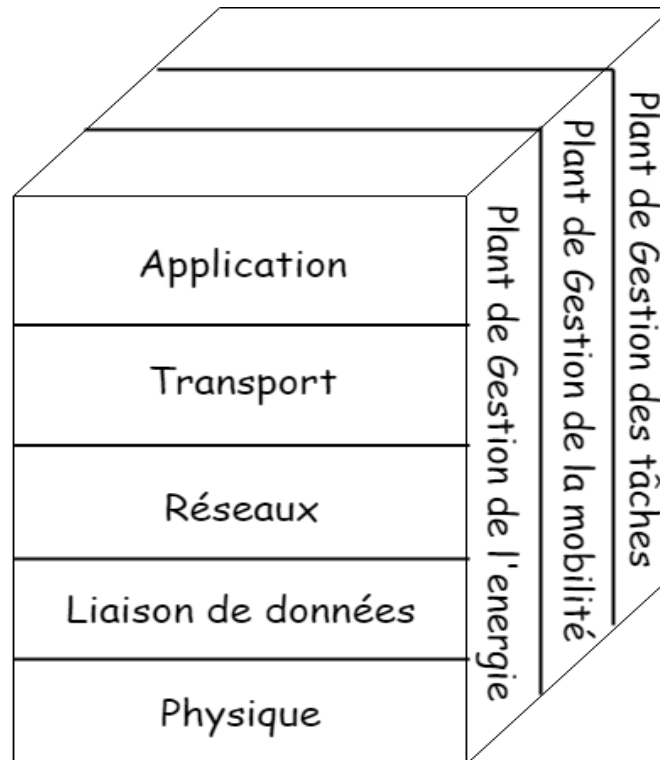 Application
Transport
Réseaux
Liaison de données
Physique
Plant de Gestion de l'energie
Plant de Gestion de la mobilité
Plant de Gestion des tâches